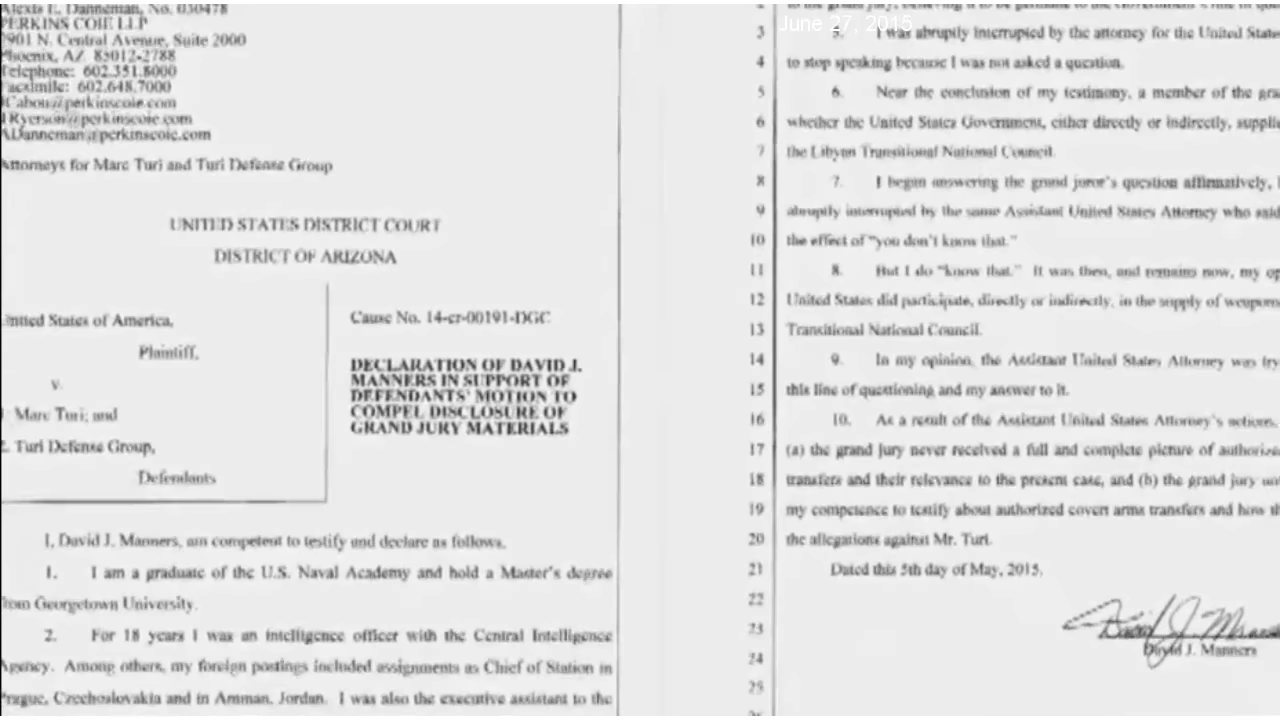 Alexis E. Danneman, No. 030478
PERKINS COIE LLP
2901 N. Central Avenue, Suite 2000
Phoenix, AZ 85012-2788
Telephone: 602.351.8000
Facsimile: 602.648.7000
JCabou@perkinscoie.com
JRyerson@perkinscoie.com
ADanneman@perkinscoie.com
Attorneys for Marc Turi and Turi Defense Group
UNITED STATES DISTRICT COURT
DISTRICT OF ARIZONA
United States of America,
Plaintiff,
v.
Marc Turi; and
2. Turi Defense Group,
Defendants
Cause No. 14-cr-00191-DGC
DECLARATION OF DAVID J.
MANNERS IN SUPPORT OF
DEFENDANTS' MOTION TO
COMPEL DISCLOSURE OF
GRAND JURY MATERIALS
I, David J. Manners, am competent to testify and declare as follows.
1. I am a graduate of the U.S. Naval Academy and hold a Master's degree
from Georgetown University.
2. For 18 years I was an intelligence officer with the Central Intelligence
Agency. Among others, my foreign postings included assignments as Chief of Station in
Prague, Czechoslovakia and in Amman, Jordan. I was also the executive assistant to the
June 27, 2015
3 5. I was abruptly interrupted by the attorney for the United States
4 to stop speaking because I was not asked a question.
5 6. Near the conclusion of my testimony, a member of the gra
6 whether the United States Government, either directly or indirectly, supplie
7 the Libyan Transitional National Council.
8 7. I began answering the grand juror's question affirmatively,
9 abruptly interrupted by the same Assistant United States Attorney who said
10 the effect of "you don't know that."
11 8. But I do "know that." It was then, and remains now, my op
12 United States did participate, directly or indirectly, in the supply of weapons
13 Transitional National Council.
14 9. In my opinion, the Assistant United States Attorney was try
15 this line of questioning and my answer to it.
16 10. As a result of the Assistant United States Attorney's actions,
17 (a) the grand jury never received a full and complete picture of authorize
18 transfers and their relevance to the present case, and (b) the grand jury
19 my competence to testify about authorized covert arms transfers and how th
20 the allegations against Mr. Turi.
21 Dated this 5th day of May, 2015.
22
23
David J. Manners
24
25